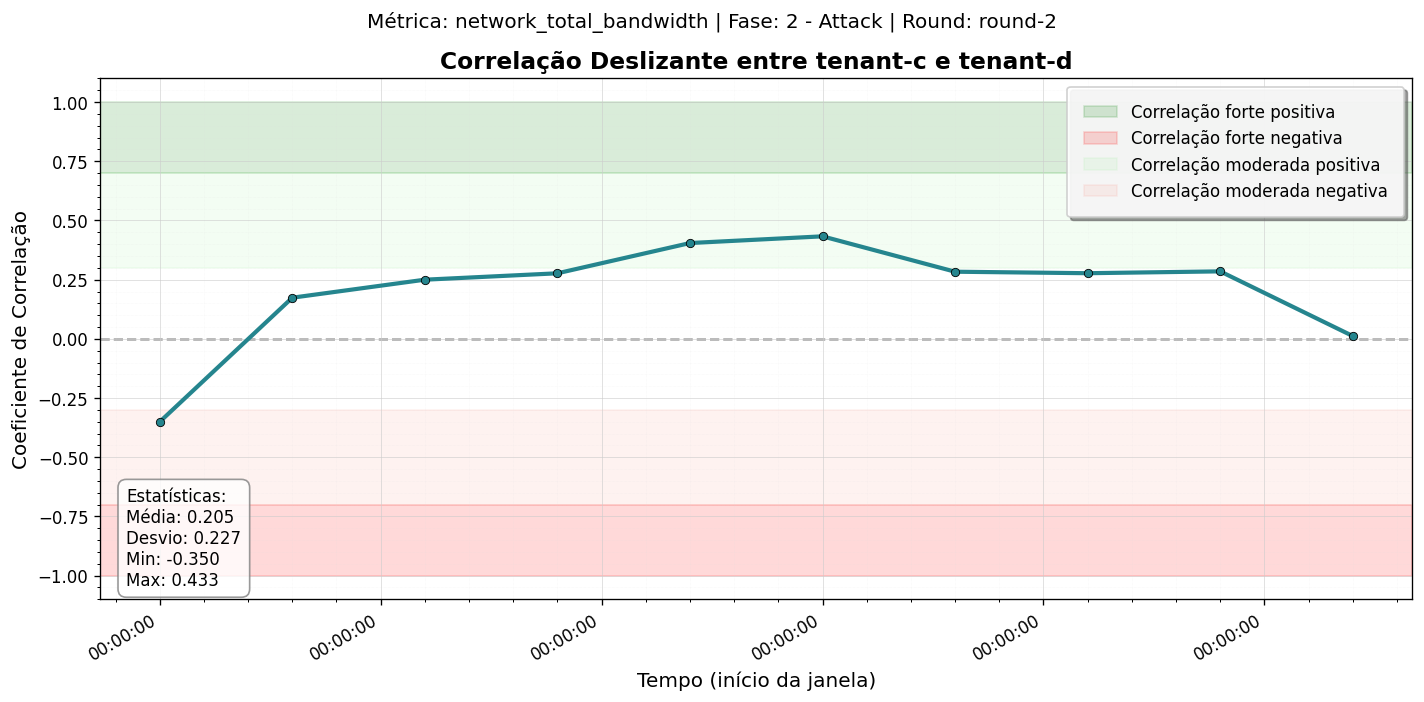 Métrica: network_total_bandwidth | Fase: 2 - Attack | Round: round-2
Correlação Deslizante entre tenant-c e tenant-d
Correlação forte positiva
Correlação forte negativa
Correlação moderada positiva
Correlação moderada negativa
Coeficiente de Correlação
1.00
0.75
0.50
0.25
0.00
−0.25
−0.50
−0.75
−1.00
Estatísticas:
Média: 0.205
Desvio: 0.227
Min: -0.350
Max: 0.433
00:00:00
00:00:00
00:00:00
00:00:00
00:00:00
00:00:00
Tempo (início da janela)